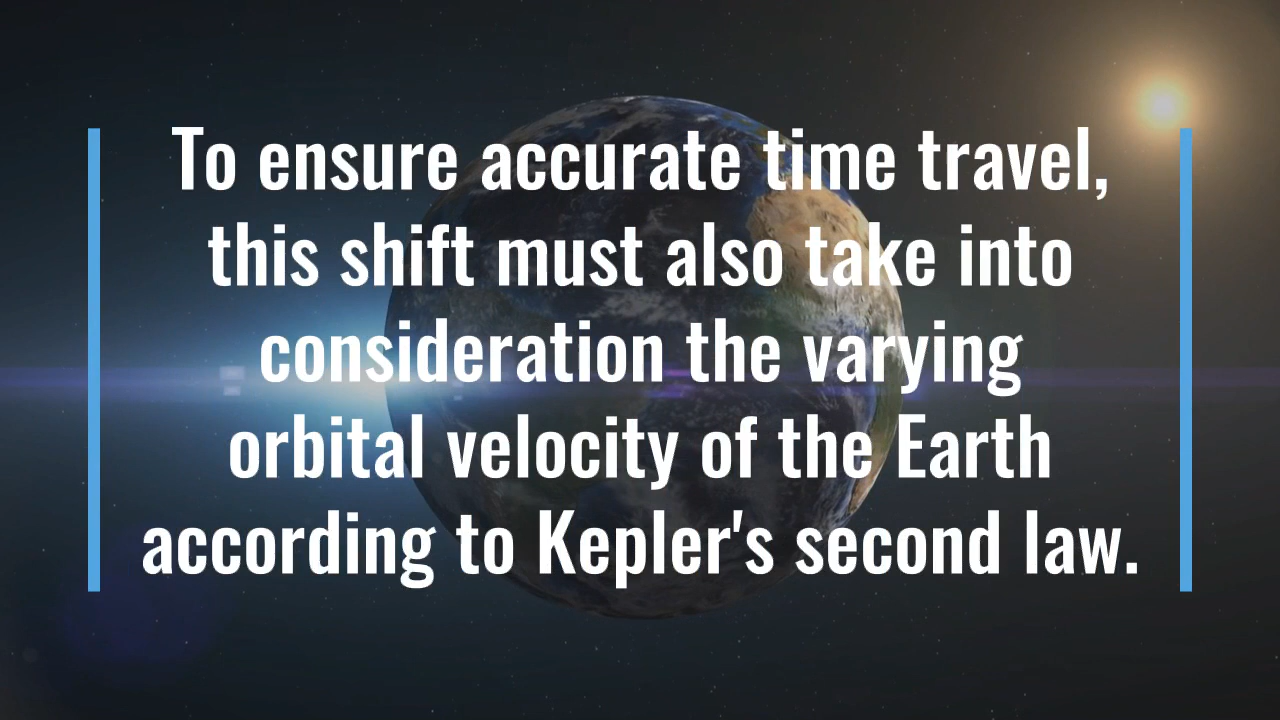 To ensure accurate time travel,
this shift must also take into
consideration the varying
orbital velocity of the Earth
according to Kepler's second law.